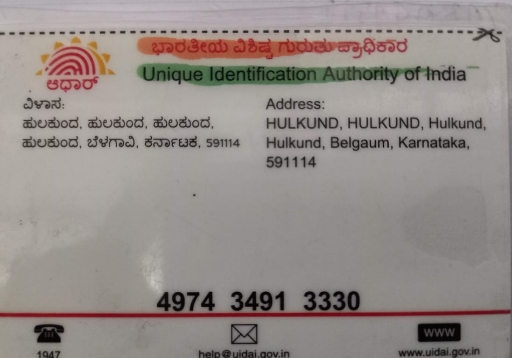 ಭಾರತೀಯ ವಿಶಿಷ್ಟ ಗುರುತು ಪ್ರಾಧಿಕಾರ
Unique Identification Authority of India
ಆಧಾರ್
ವಿಳಾಸ:
ಹುಲಕುಂದ, ಹುಲಕುಂದ, ಹುಲಕುಂದ,
ಹುಲಕುಂದ, ಬೆಳಗಾವಿ, ಕರ್ನಾಟಕ, 591114
Address:
HULKUND, HULKUND, Hulkund,
Hulkund, Belgaum, Karnataka,
591114
4974 3491 3330
1947
help@uidai.gov.in
WWW
www.uidai.gov.in